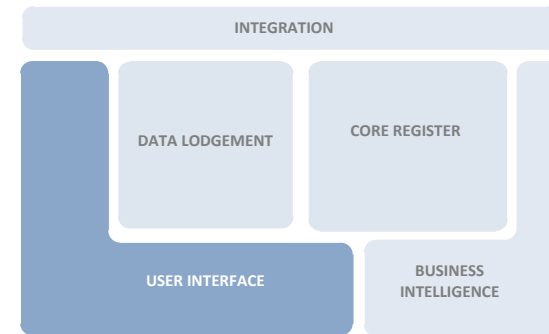 INTEGRATION
DATA LODGEMENT
CORE REGISTER
USER INTERFACE
BUSINESS
INTELLIGENCE